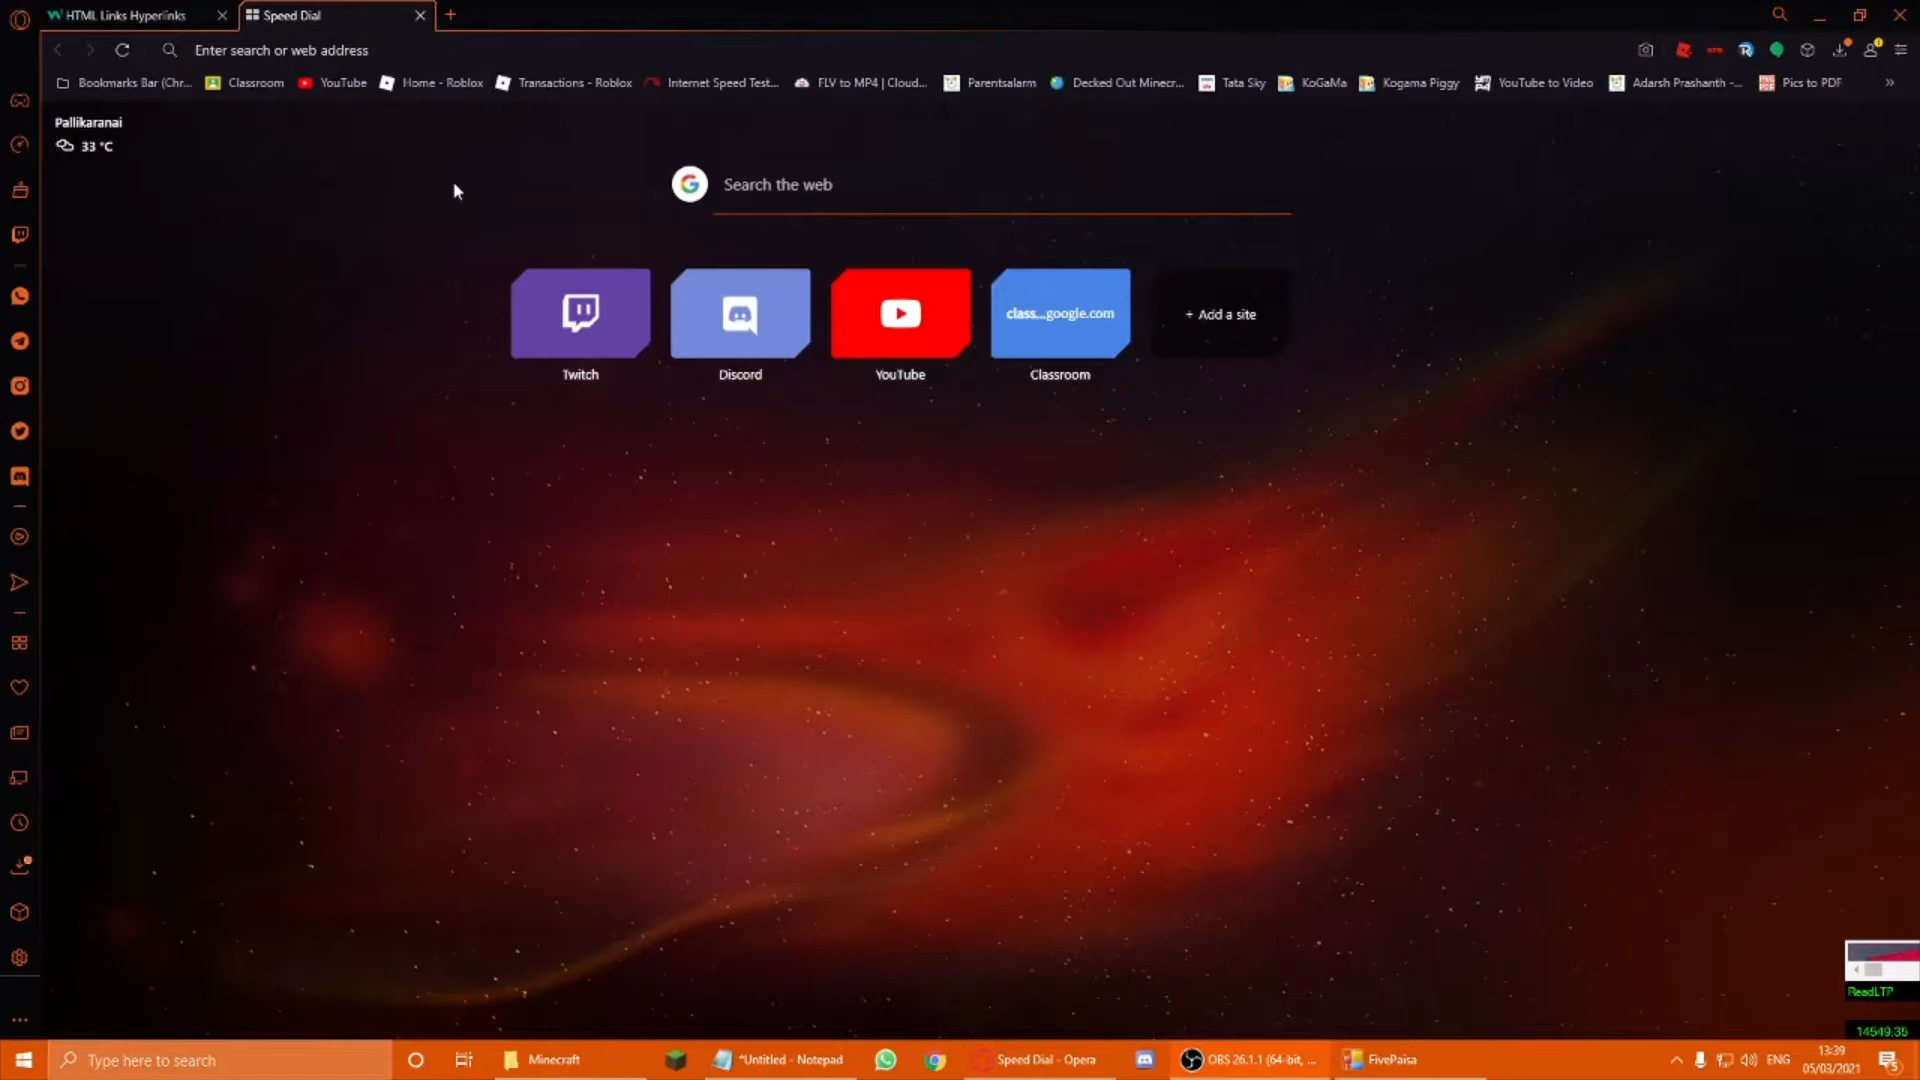 HTML Links Hyperlinks
Speed Dial
Enter search or web address
Bookmarks Bar (Chr...
Classroom
YouTube
Home - Roblox
Transactions - Roblox
Internet Speed Test...
FLV to MP4 | Cloud...
Parentsalarm
Decked Out Minecr...
Tata Sky
KoGaMa
Kogama Piggy
YouTube to Video
Adarsh Prashanth -...
Pics to PDF
Pallikaranai
33 °C
Search the web
class...google.com
+ Add a site
Twitch
Discord
YouTube
Classroom
ReadLTP
14549.35
Type here to search
Minecraft
*Untitled - Notepad
Speed Dial - Opera
OBS 26.1.1 (64-bit, ...
FivePaisa
ENG
13:39
05/03/2021
5